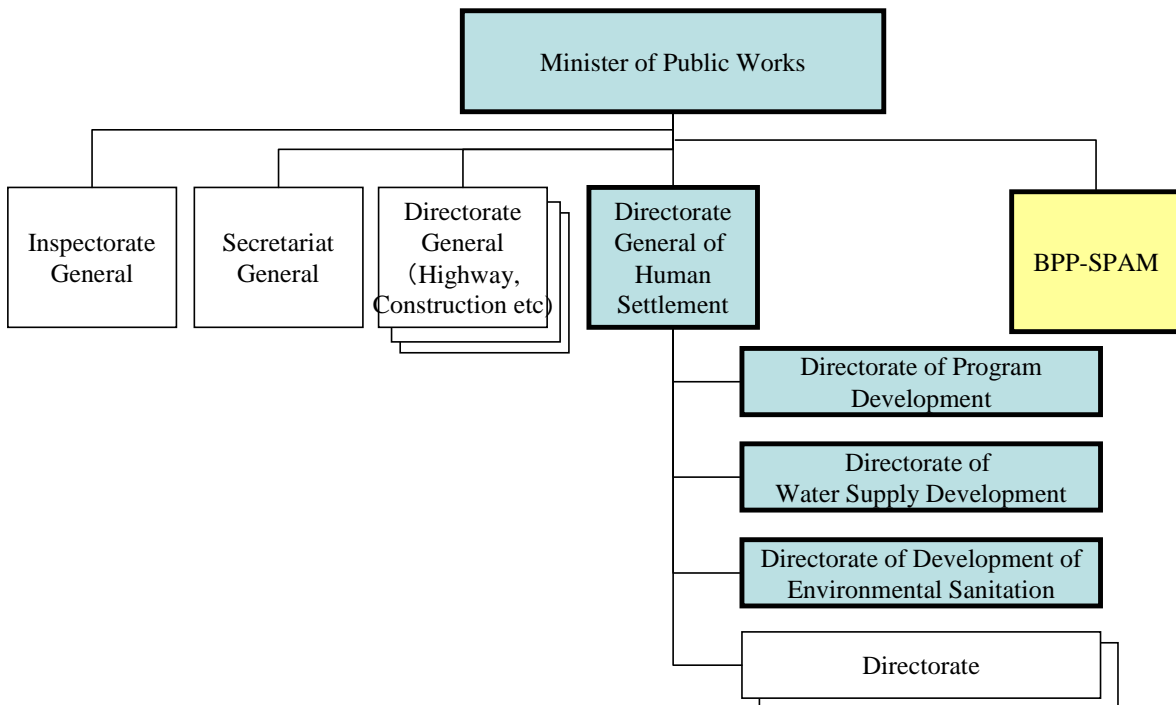 Minister of Public Works
Inspectorate
General
Secretariat
General
Directorate
General
（Highway,
Construction etc)
Directorate
General of
Human
Settlement
BPP-SPAM
Directorate of Program
Development
Directorate of
Water Supply Development
Directorate of Development of
Environmental Sanitation
Directorate